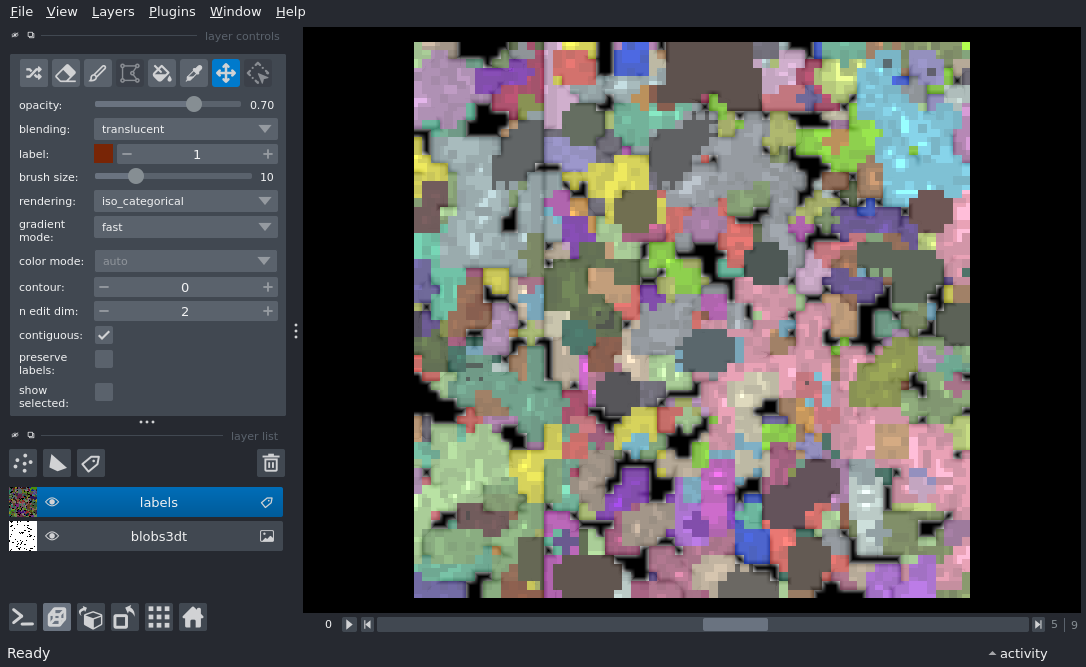 File View Layers Plugins Window Help
layer controls
opacity: 0.70
blending: translucent
label: 1
brush size: 10
rendering: iso_categorical
gradient
mode: fast
color mode: auto
contour: 0
n edit dim: 2
contiguous:
preserve
labels:
show
selected:
layer list
labels
blobs3dt
0 5 9
Ready activity